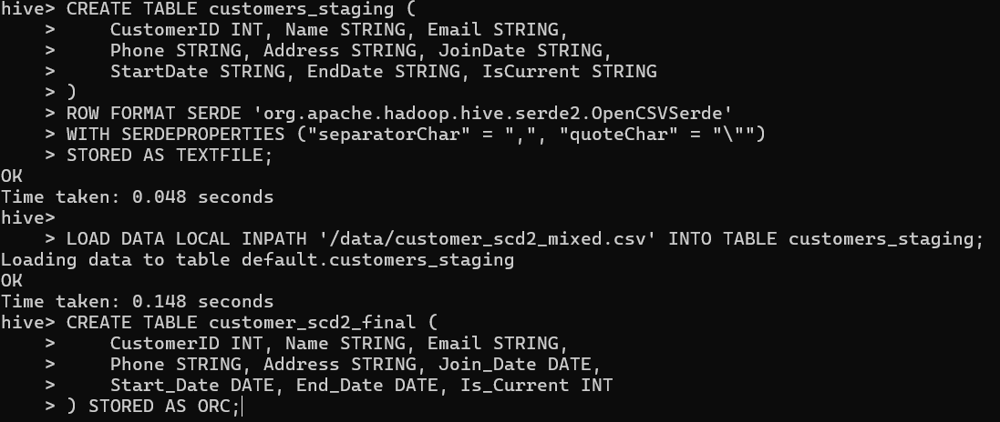 hive> CREATE TABLE customers_staging (
    >     CustomerID INT, Name STRING, Email STRING,
    >     Phone STRING, Address STRING, JoinDate STRING,
    >     StartDate STRING, EndDate STRING, IsCurrent STRING
    > )
    > ROW FORMAT SERDE 'org.apache.hadoop.hive.serde2.OpenCSVSerde'
    > WITH SERDEPROPERTIES ("separatorChar" = ",", "quoteChar" = "\"")
    > STORED AS TEXTFILE;
OK
Time taken: 0.048 seconds
hive>
    > LOAD DATA LOCAL INPATH '/data/customer_scd2_mixed.csv' INTO TABLE customers_staging;
Loading data to table default.customers_staging
OK
Time taken: 0.148 seconds
hive> CREATE TABLE customer_scd2_final (
    >     CustomerID INT, Name STRING, Email STRING,
    >     Phone STRING, Address STRING, Join_Date DATE,
    >     Start_Date DATE, End_Date DATE, Is_Current INT
    > ) STORED AS ORC;